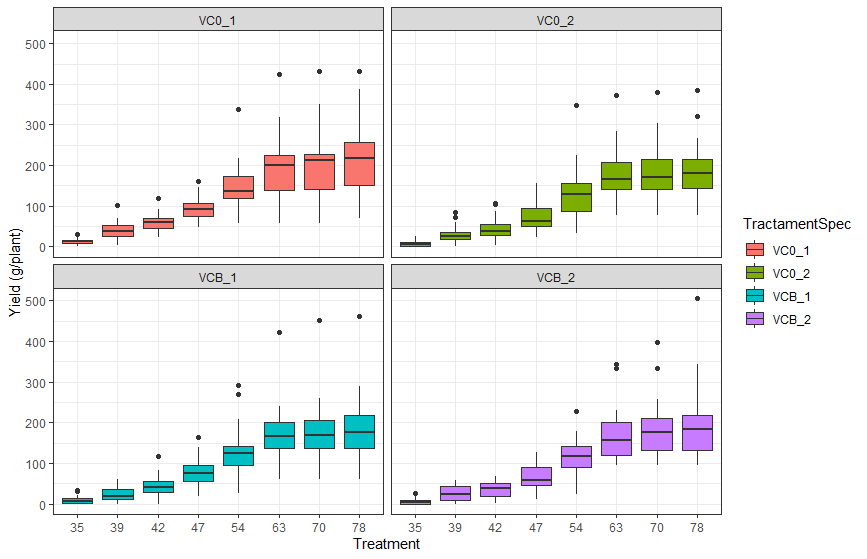 VC0_1
VC0_2
500
400
300
200
100
0
VCB_1
VCB_2
500
400
300
200
100
0
35 39 42 47 54 63 70 78
35 39 42 47 54 63 70 78
Treatment
Yield (g/plant)
TractamentSpec
VC0_1
VC0_2
VCB_1
VCB_2